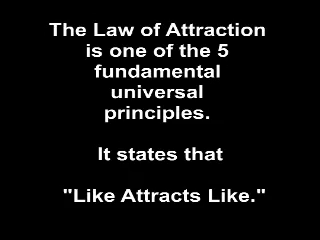 The Law of Attraction
is one of the 5
fundamental
universal
principles.
It states that
"Like Attracts Like."